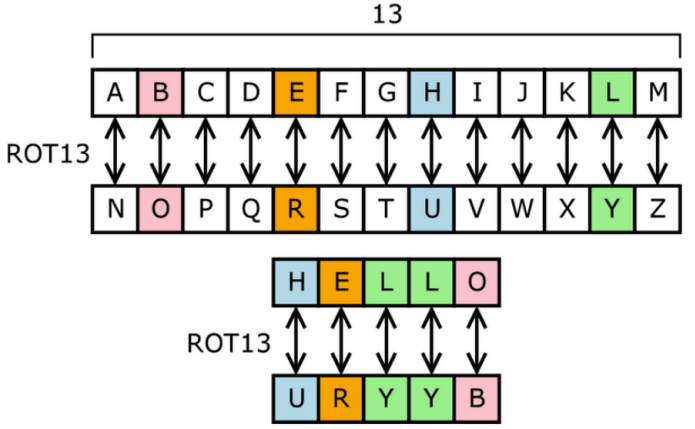 13
A B C D E F G H I J K L M
ROT13
N O P Q R S T U V W X Y Z
H E L L O
ROT13
U R Y Y B